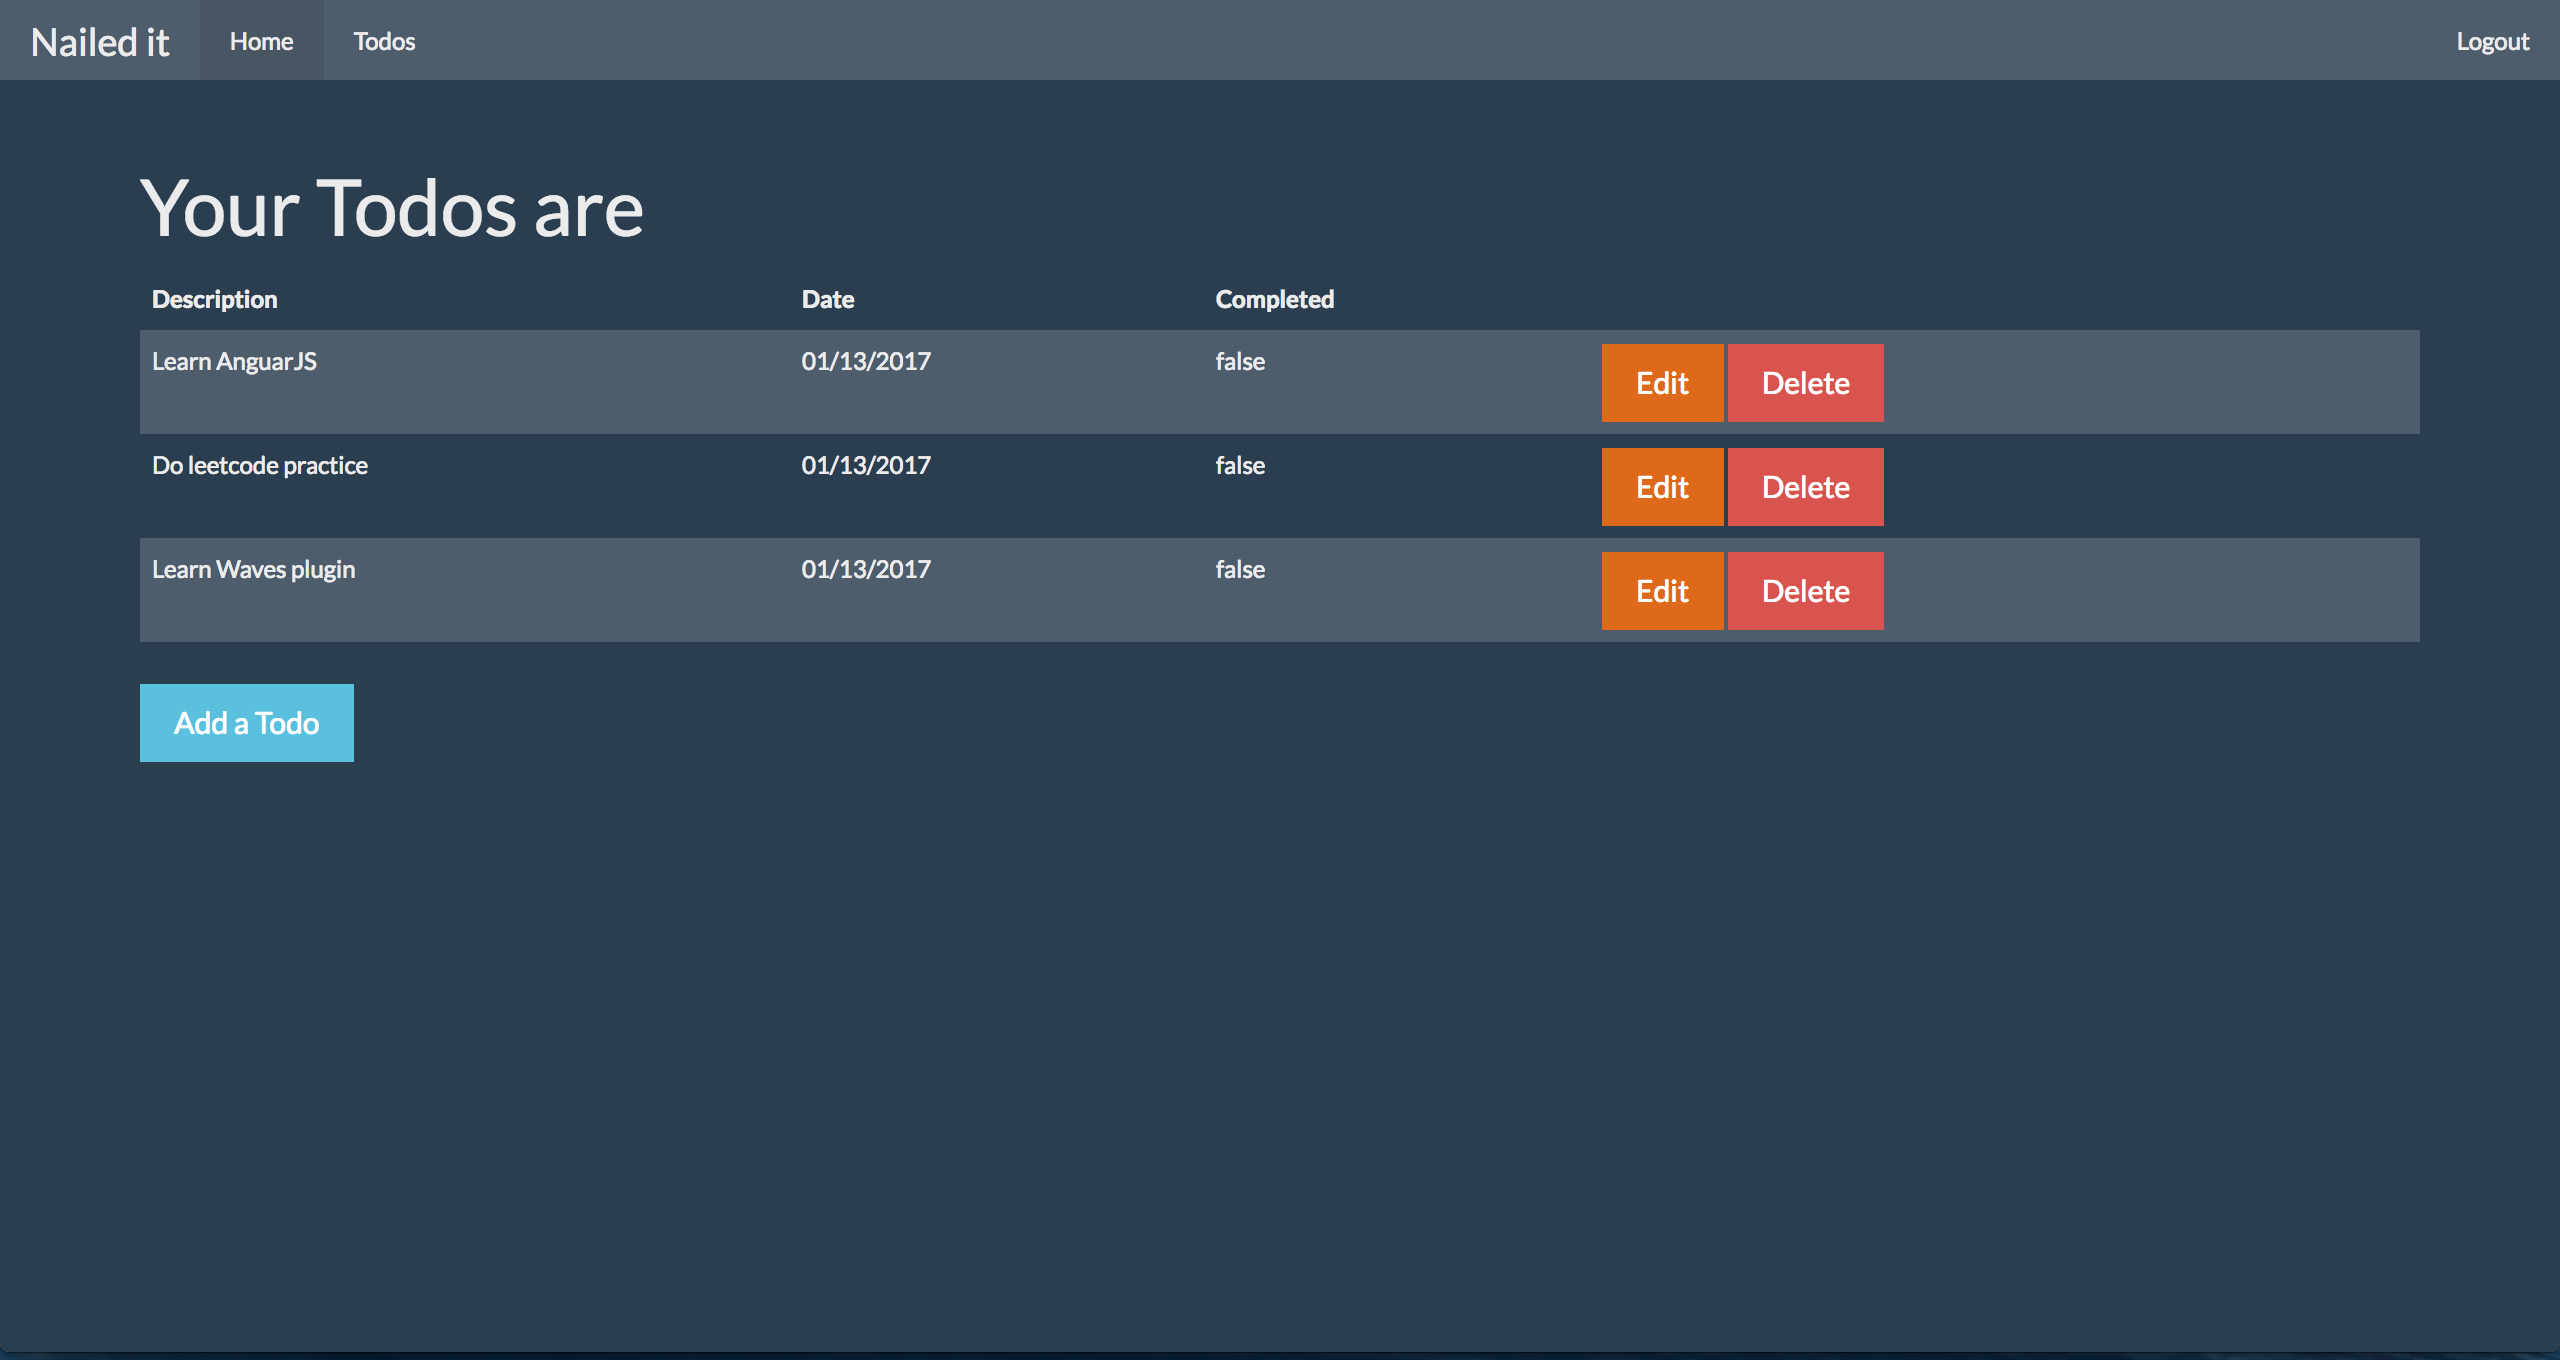 Nailed it Home Todos Logout
Your Todos are
Description Date Completed
Learn AnguarJS 01/13/2017 false Edit Delete
Do leetcode practice 01/13/2017 false Edit Delete
Learn Waves plugin 01/13/2017 false Edit Delete
Add a Todo